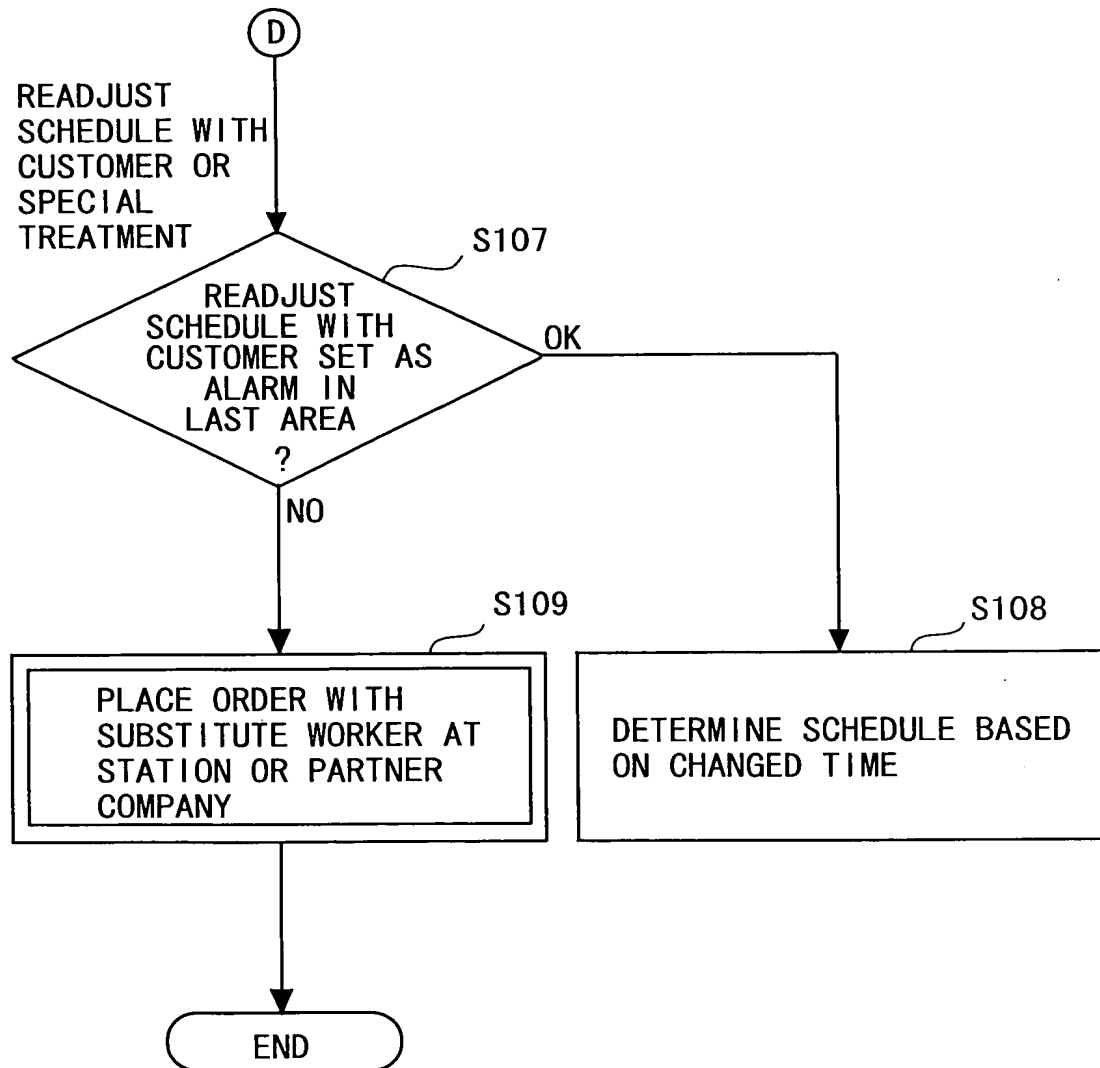 D
READJUST
SCHEDULE WITH
CUSTOMER OR
SPECIAL
TREATMENT
S107
READJUST
SCHEDULE WITH
CUSTOMER SET AS
ALARM IN
LAST AREA
?
OK
NO
S109
PLACE ORDER WITH
SUBSTITUTE WORKER AT
STATION OR PARTNER
COMPANY
S108
DETERMINE SCHEDULE BASED
ON CHANGED TIME
END